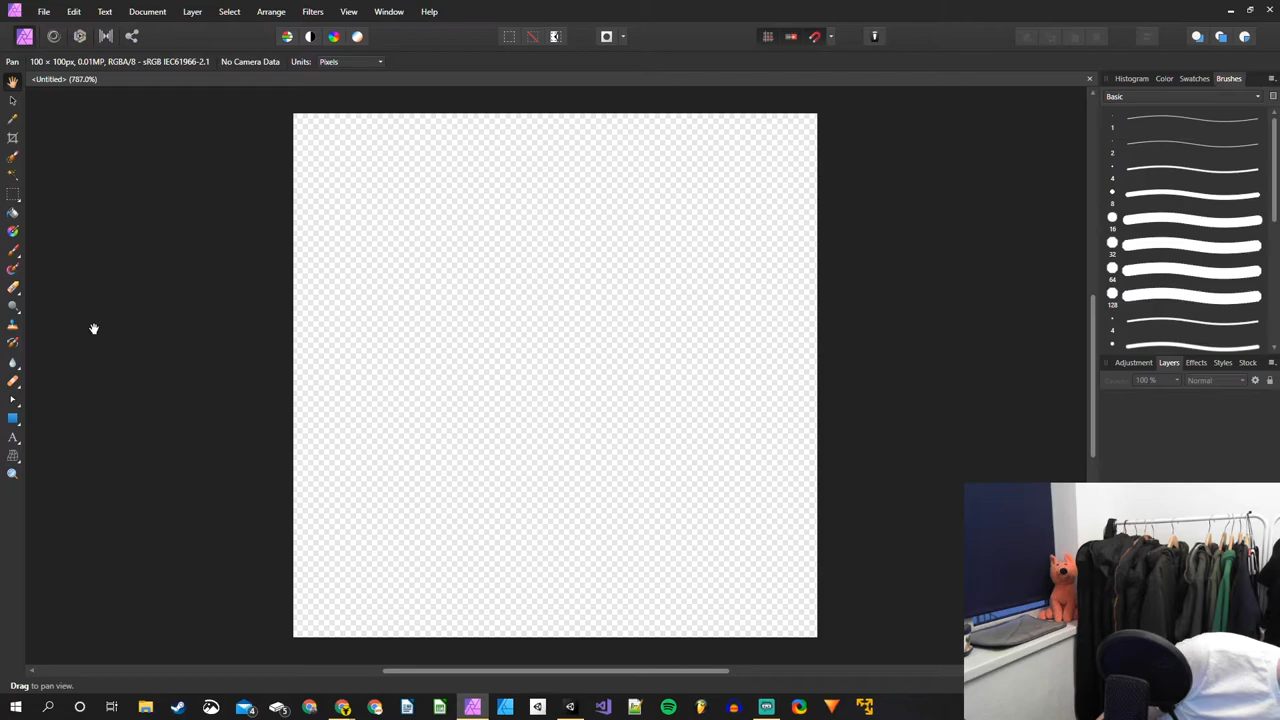 File Edit Text Document Layer Select Arrange Filters View Window Help
Pan 100 × 100px, 0.01MP, RGBA/8 - sRGB IEC61966-2.1 No Camera Data Units: Pixels
<Untitled> (787.0%)
Histogram Color Swatches Brushes
Basic
1
2
4
8
16
32
64
128
4
Adjustment Layers Effects Styles Stock
Opacity: 100 % Normal
Drag to pan view.